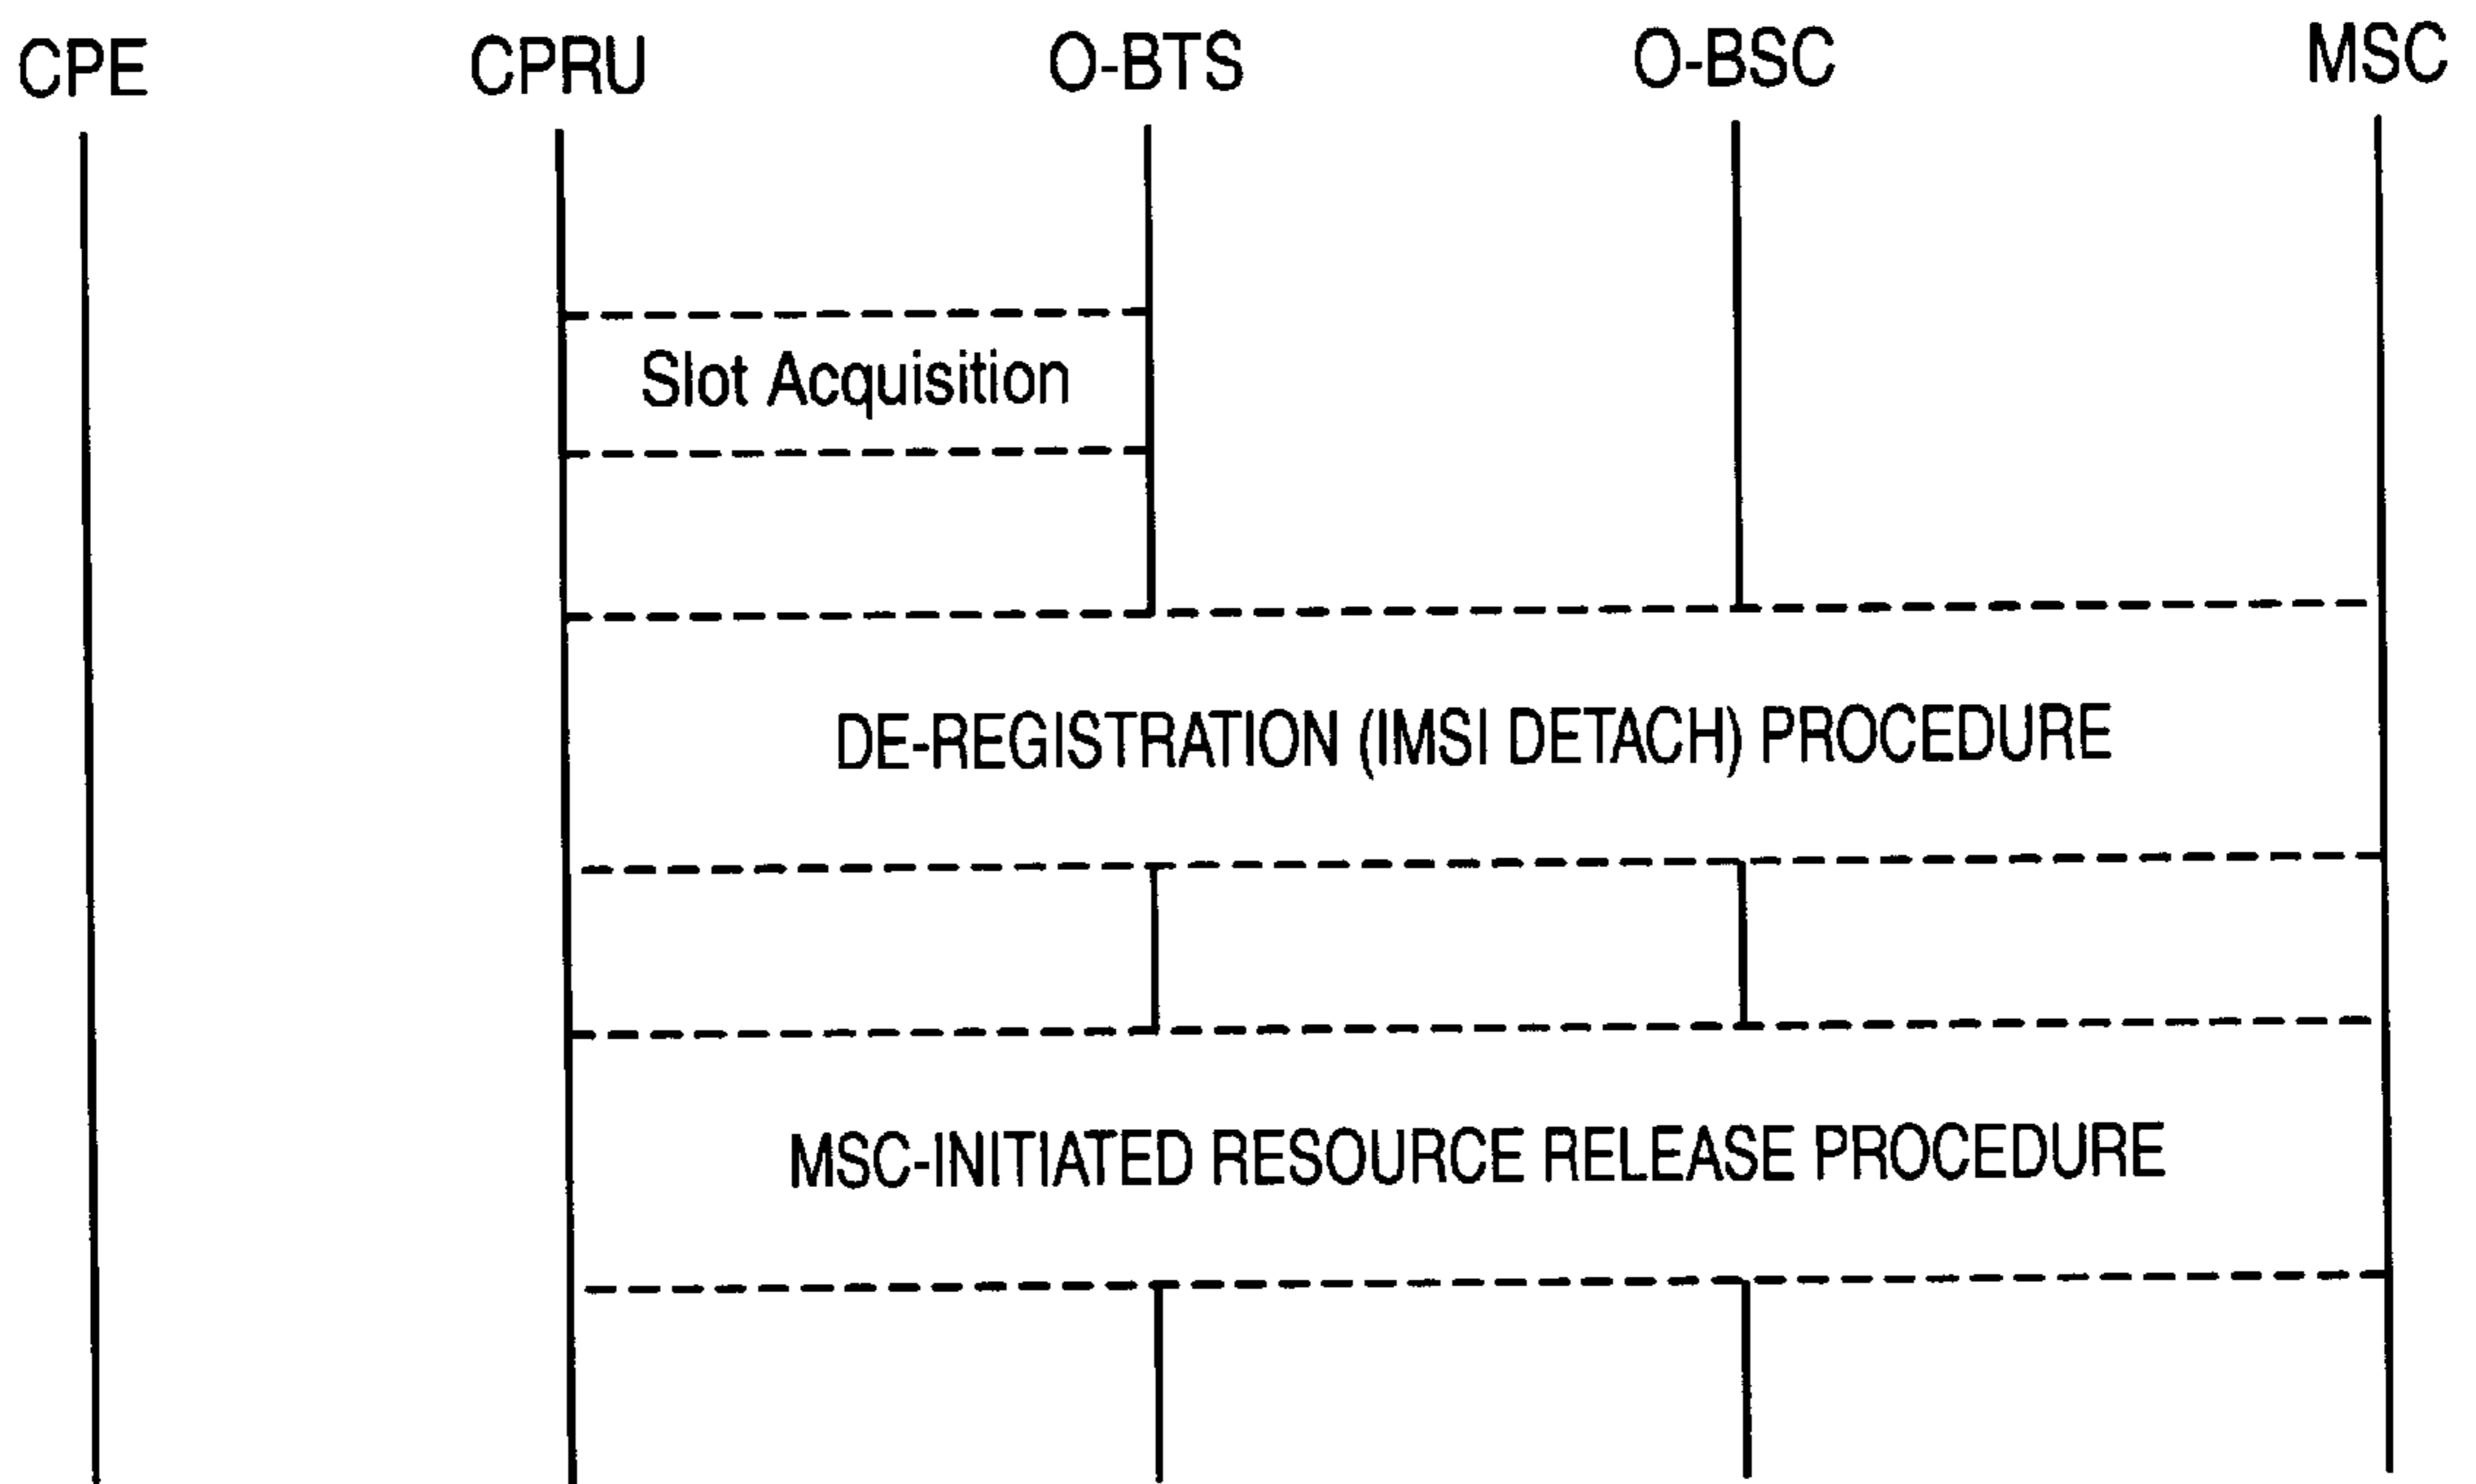 CPE CPRU O-BTS O-BSC MSC
Slot Acquisition
DE-REGISTRATION (IMSI DETACH) PROCEDURE
MSC-INITIATED RESOURCE RELEASE PROCEDURE